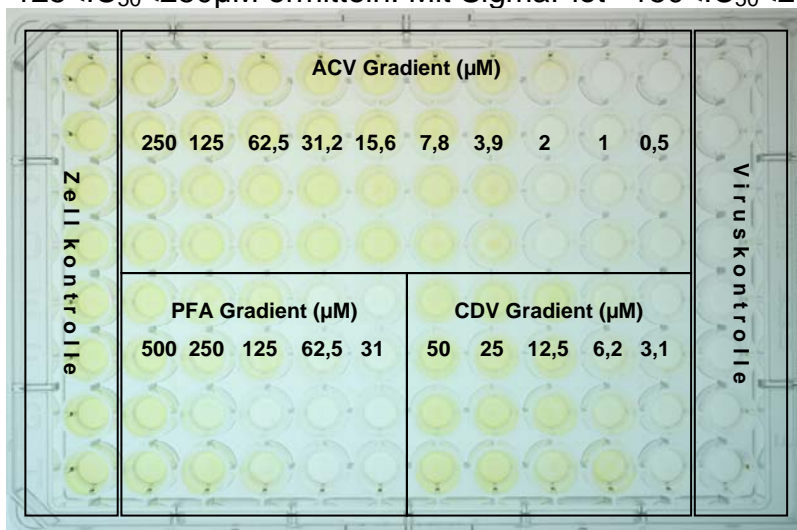 ACV Gradient (µM)
250 125 62,5 31,2 15,6 7,8 3,9 2 1 0,5
Zellkontrolle
Viruskontrolle
PFA Gradient (µM)
500 250 125 62,5 31
CDV Gradient (µM)
50 25 12,5 6,2 3,1